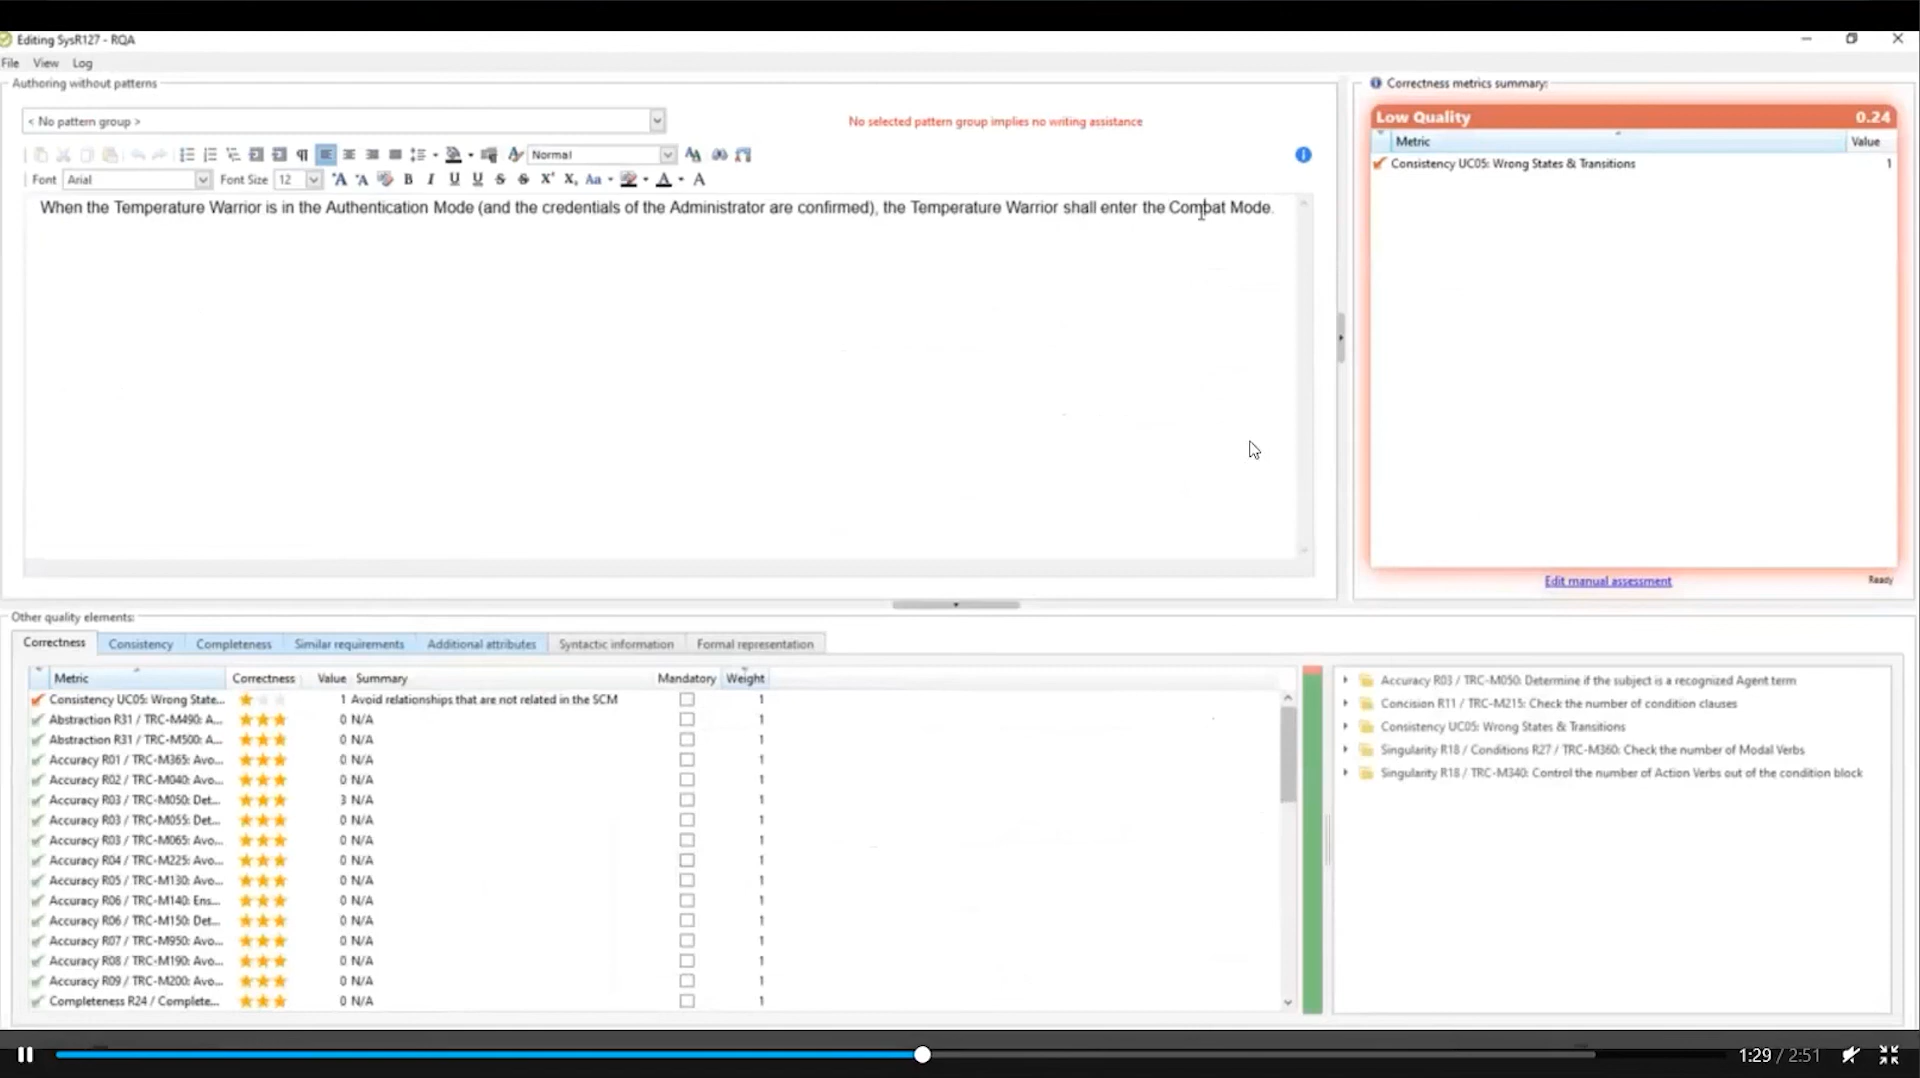 Editing SysR127 - RQA
File View Log
Authoring without patterns
< No pattern group >
No selected pattern group implies no writing assistance
Normal
Font Arial Font Size 12
When the Temperature Warrior is in the Authentication Mode (and the credentials of the Administrator are confirmed), the Temperature Warrior shall enter the Combat Mode.
Correctness metrics summary:
Low Quality 0.24
Metric Value
Consistency UC05: Wrong States & Transitions 1
Edit manual assessment Ready
Other quality elements:
Correctness Consistency Completeness Similar requirements Additional attributes Syntactic information Formal representation
Metric Correctness Value Summary Mandatory Weight
Consistency UC05: Wrong State... 1 Avoid relationships that are not related in the SCM 1
Abstraction R31 / TRC-M490: A... 0 N/A 1
Abstraction R31 / TRC-M500: A... 0 N/A 1
Accuracy R01 / TRC-M365: Avo... 0 N/A 1
Accuracy R02 / TRC-M040: Avo... 0 N/A 1
Accuracy R03 / TRC-M050: Det... 3 N/A 1
Accuracy R03 / TRC-M055: Det... 0 N/A 1
Accuracy R03 / TRC-M065: Avo... 0 N/A 1
Accuracy R04 / TRC-M225: Avo... 0 N/A 1
Accuracy R05 / TRC-M130: Avo... 0 N/A 1
Accuracy R06 / TRC-M140: Ens... 0 N/A 1
Accuracy R06 / TRC-M150: Det... 0 N/A 1
Accuracy R07 / TRC-M950: Avo... 0 N/A 1
Accuracy R08 / TRC-M190: Avo... 0 N/A 1
Accuracy R09 / TRC-M200: Avo... 0 N/A 1
Completeness R24 / Complete... 0 N/A 1
Accuracy R03 / TRC-M050: Determine if the subject is a recognized Agent term
Concision R11 / TRC-M215: Check the number of condition clauses
Consistency UC05: Wrong States & Transitions
Singularity R18 / Conditions R27 / TRC-M360: Check the number of Modal Verbs
Singularity R18 / TRC-M340: Control the number of Action Verbs out of the condition block
1:29 / 2:51